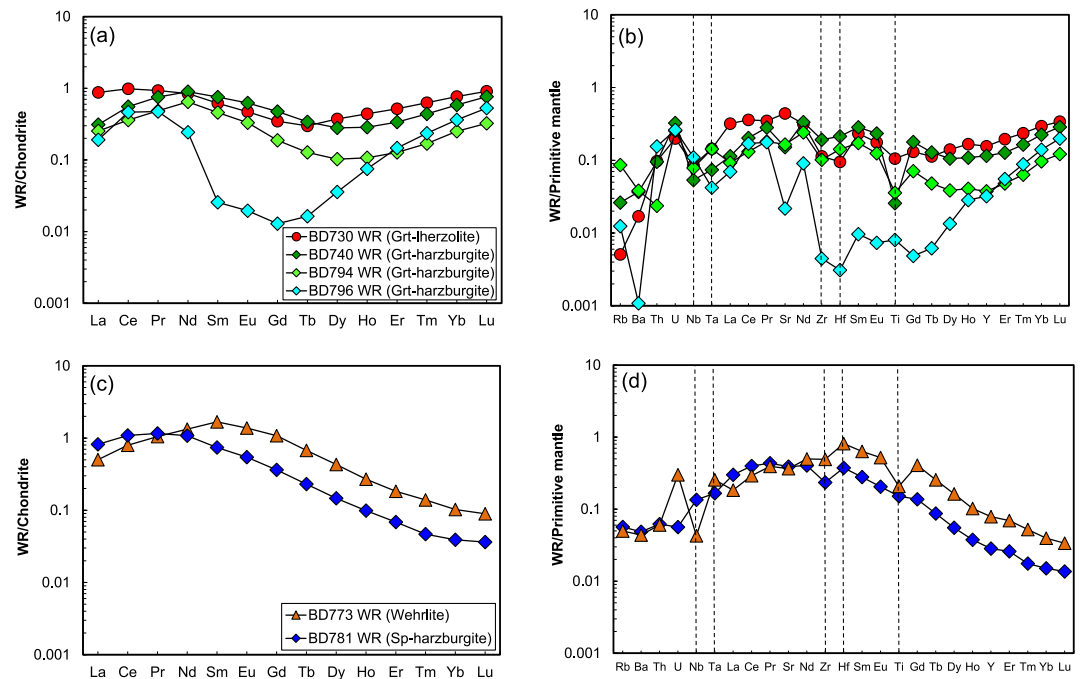 (a)
WR/Chondrite
10
1
0.1
0.01
0.001
BD730 WR (Grt-lherzolite)
BD740 WR (Grt-harzburgite)
BD794 WR (Grt-harzburgite)
BD796 WR (Grt-harzburgite)
La Ce Pr Nd Sm Eu Gd Tb Dy Ho Er Tm Yb Lu
(b)
WR/Primitive mantle
10
1
0.1
0.01
0.001
Rb Ba Th U Nb Ta La Ce Pr Sr Nd Zr Hf Sm Eu Ti Gd Tb Dy Ho Y Er Tm Yb Lu
(c)
WR/Chondrite
10
1
0.1
0.01
0.001
BD773 WR (Wehrlite)
BD781 WR (Sp-harzburgite)
La Ce Pr Nd Sm Eu Gd Tb Dy Ho Er Tm Yb Lu
(d)
WR/Primitive mantle
10
1
0.1
0.01
0.001
Rb Ba Th U Nb Ta La Ce Pr Sr Nd Zr Hf Sm Eu Ti Gd Tb Dy Ho Y Er Tm Yb Lu